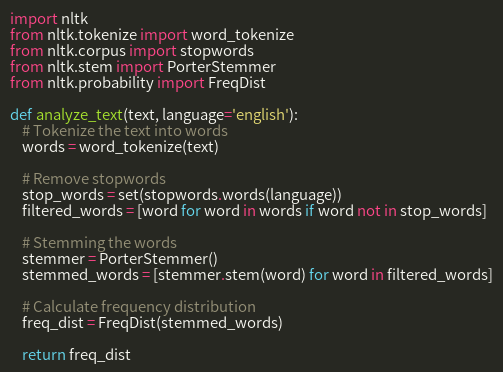 import nltk
from nltk.tokenize import word_tokenize
from nltk.corpus import stopwords
from nltk.stem import PorterStemmer
from nltk.probability import FreqDist

def analyze_text(text, language='english'):
    # Tokenize the text into words
    words = word_tokenize(text)

    # Remove stopwords
    stop_words = set(stopwords.words(language))
    filtered_words = [word for word in words if word not in stop_words]

    # Stemming the words
    stemmer = PorterStemmer()
    stemmed_words = [stemmer.stem(word) for word in filtered_words]

    # Calculate frequency distribution
    freq_dist = FreqDist(stemmed_words)

    return freq_dist